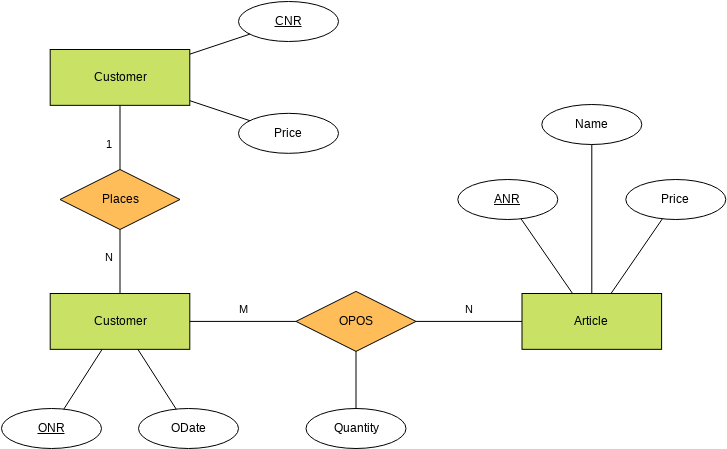 CNR
Customer
Price
Name
1
Places
ANR
Price
N
Customer
M
OPOS
N
Article
ONR
ODate
Quantity